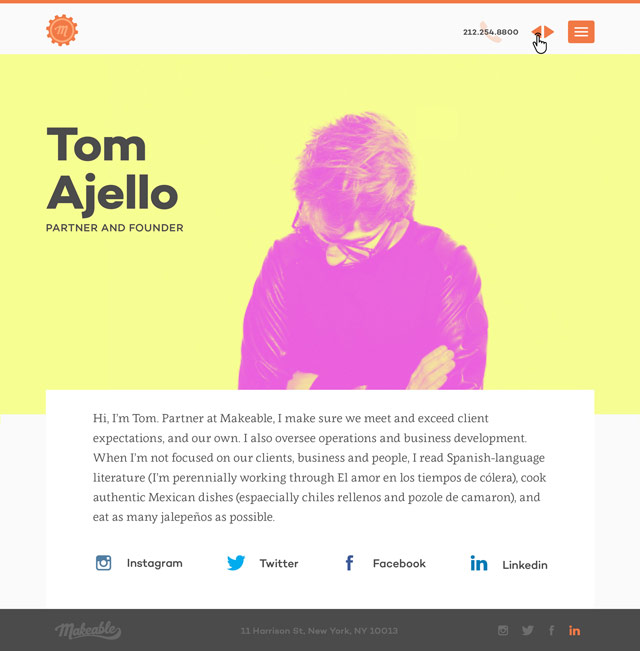 M
212.254.8800
Tom
Ajello
PARTNER AND FOUNDER
Hi, I'm Tom. Partner at Makeable, I make sure we meet and exceed client
expectations, and our own. I also oversee operations and business development.
When I'm not focused on our clients, business and people, I read Spanish-language
literature (I'm perennially working through El amor en los tiempos de cólera), cook
authentic Mexican dishes (espaecially chiles rellenos and pozole de camaron), and
eat as many jalepeños as possible.
Instagram Twitter Facebook Linkedin
Makeable 11 Harrison St, New York, NY 10013